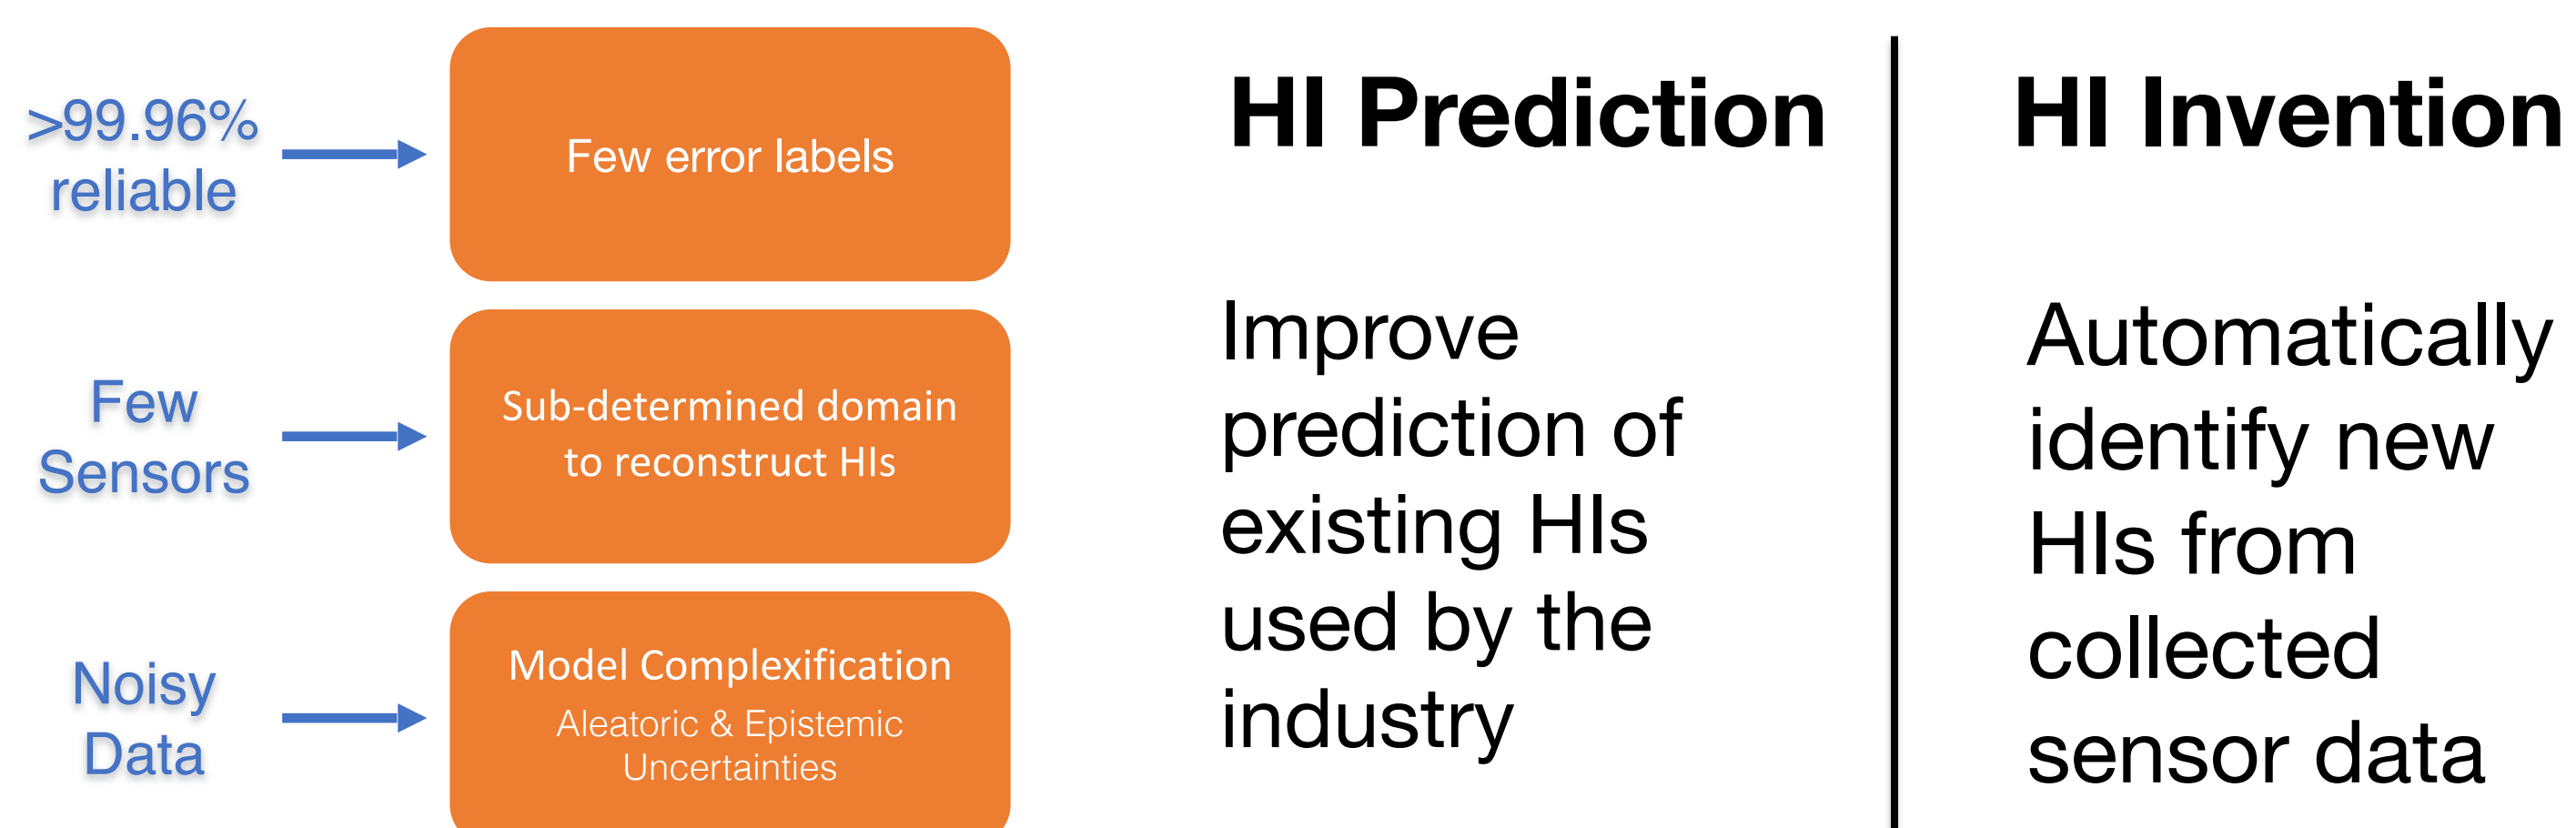 >99.96%
reliable
Few error labels
Few
Sensors
Sub-determined domain
to reconstruct HIs
Noisy
Data
Model Complexification
Aleatoric & Epistemic
Uncertainties
HI Prediction
Improve
prediction of
existing HIs
used by the
industry
HI Invention
Automatically
identify new
HIs from
collected
sensor data